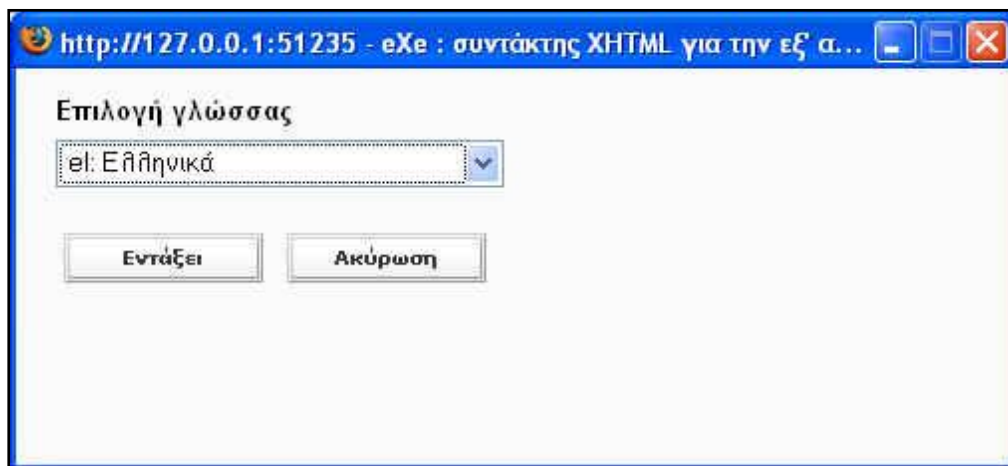 http://127.0.0.1:51235 - eXe : συντάκτης XHTML για την εξ' α...
Επιλογή γλώσσας
el: Ελληνικά
Εντάξει Ακύρωση